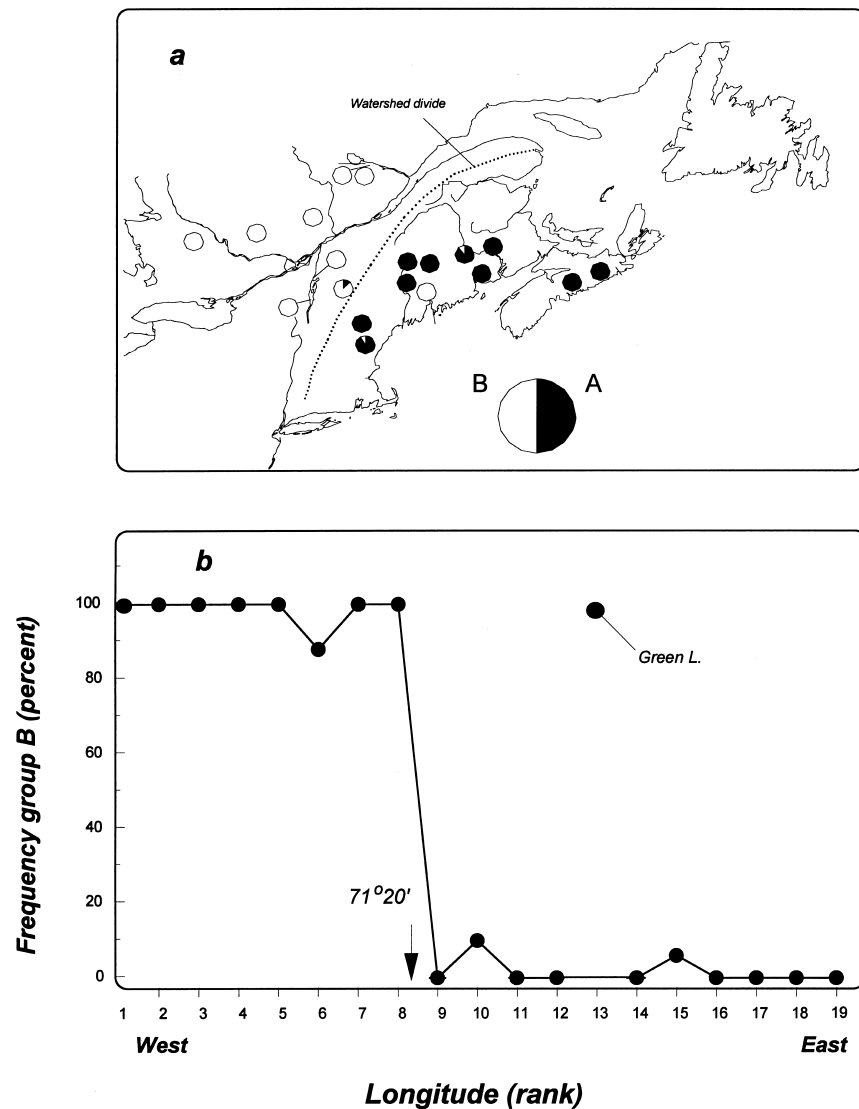 a
Watershed divide
B A
b
Frequency group B (percent)
100
80
60
40
20
0
Green L.
71°20'
1 2 3 4 5 6 7 8 9 10 11 12 13 14 15 16 17 18 19
West East
Longitude (rank)